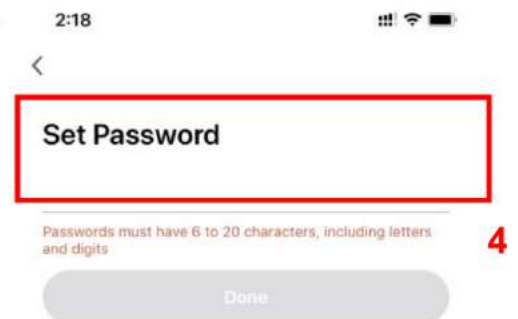 2:18
Set Password
Passwords must have 6 to 20 characters, including letters
and digits
4
Done